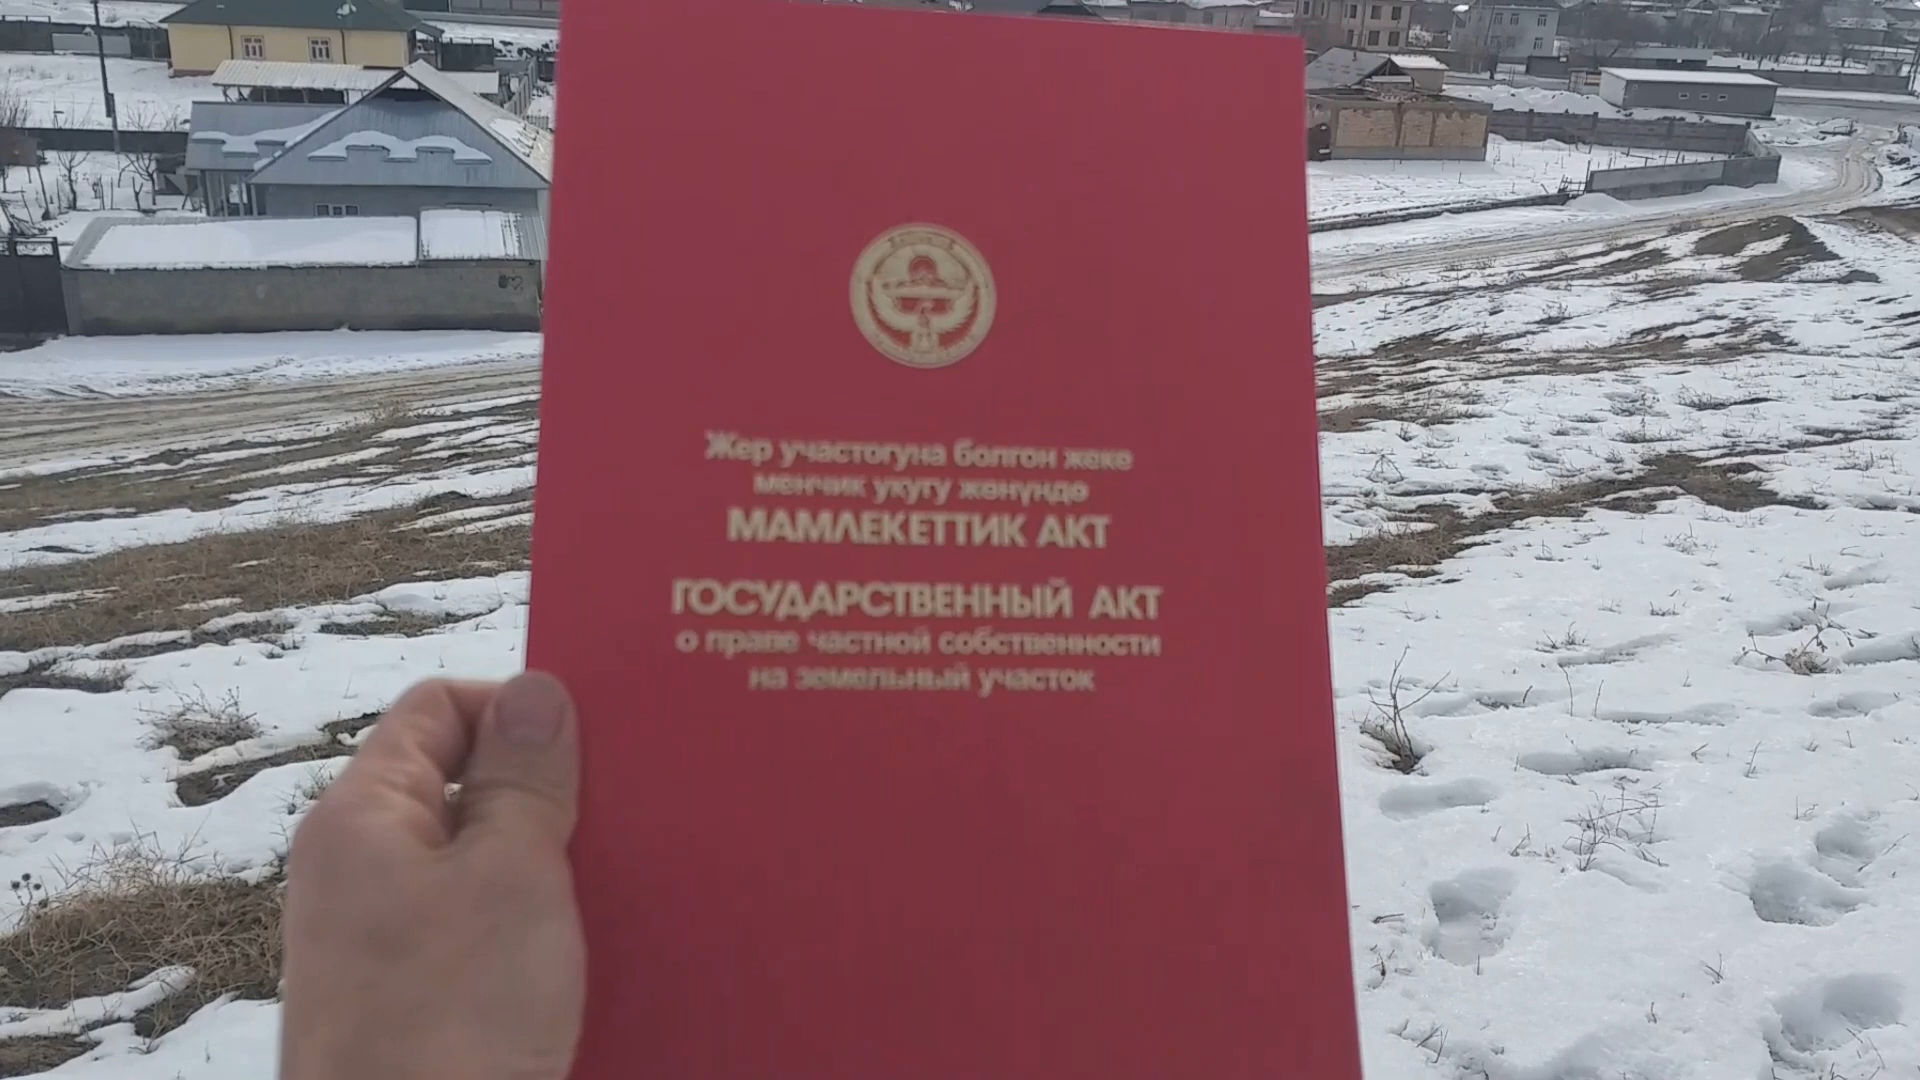 Жер участогуна болгон жеке
менчик укугу жөнүндө
МАМЛЕКЕТТИК АКТ
ГОСУДАРСТВЕННЫЙ АКТ
о праве частной собственности
на земельный участок